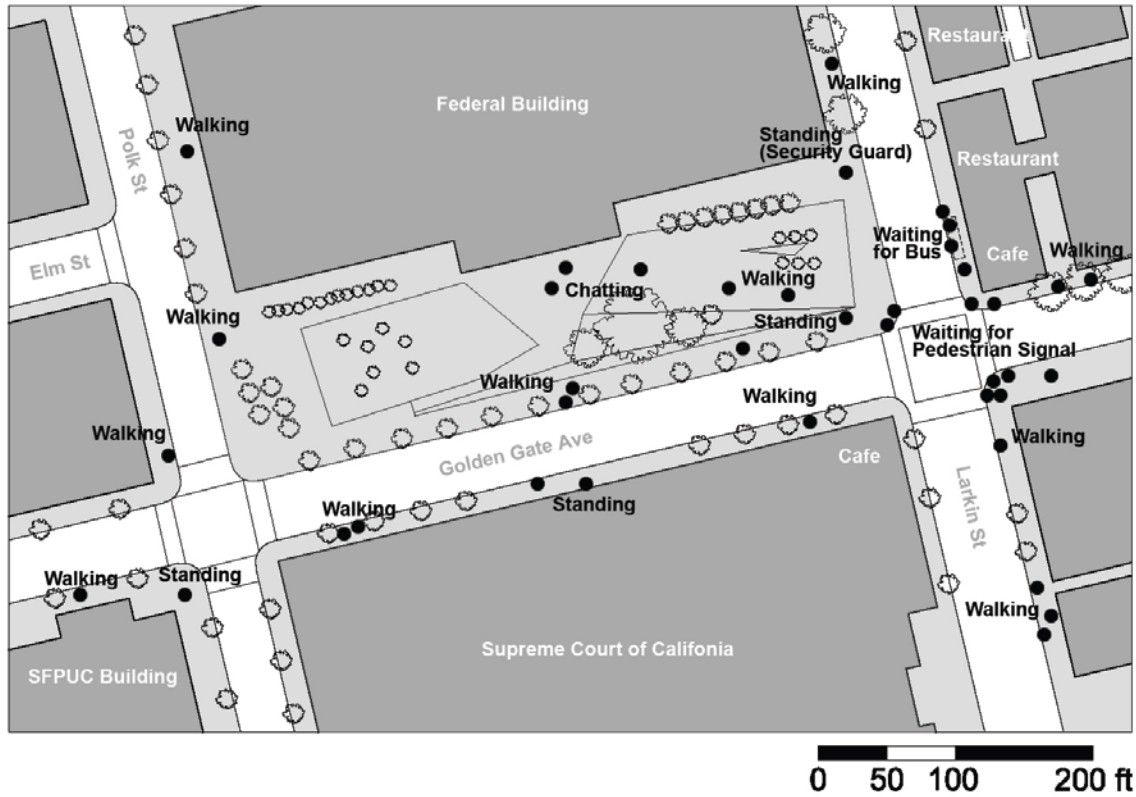 Restaurant
Walking
Federal Building
Walking
Standing
(Security Guard)
Polk St
Restaurant
Waiting
for Bus
Cafe
Walking
Elm St
Chatting
Walking
Walking
Standing
Waiting for
Pedestrian Signal
Walking
Walking
Walking
Golden Gate Ave
Cafe
Walking
Standing
Walking
Larkin St
Walking
Standing
Walking
Supreme Court of Califonia
SFPUC Building
0 50 100 200 ft